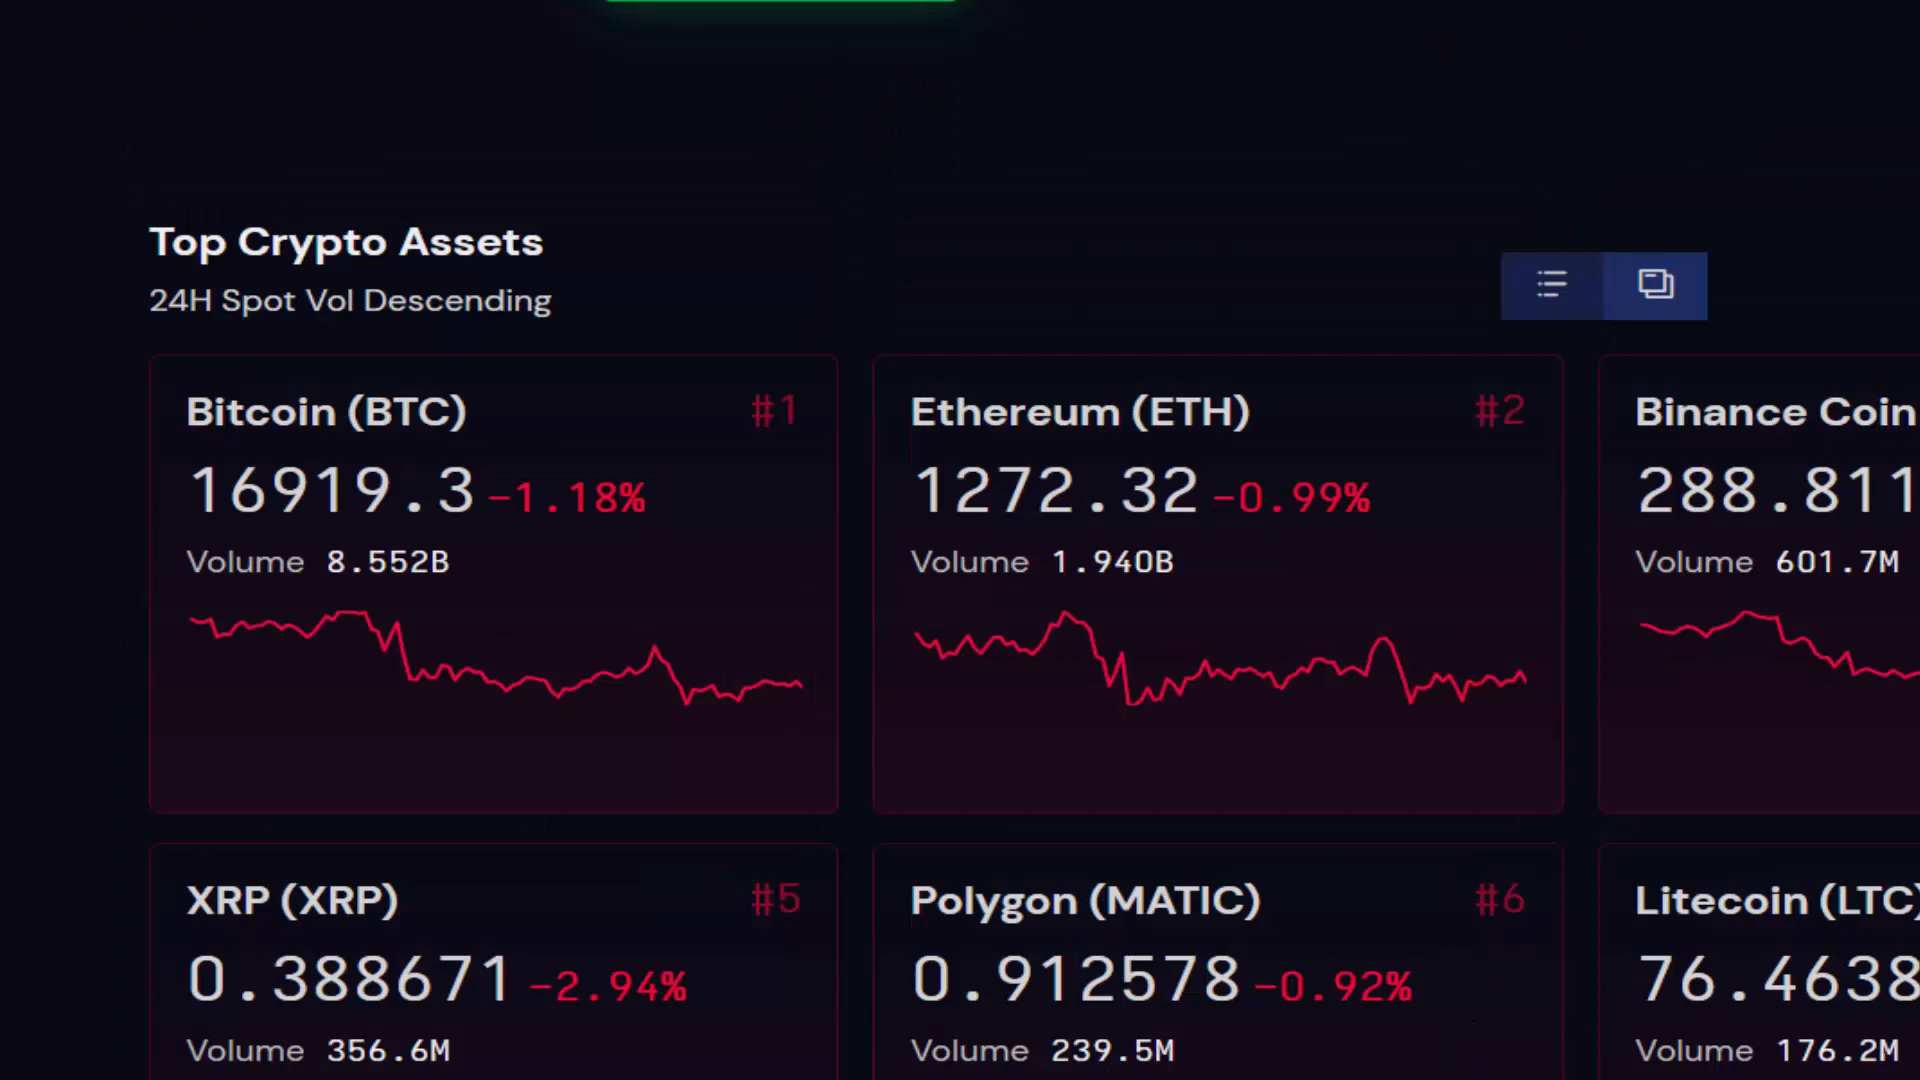 Top Crypto Assets
24H Spot Vol Descending
Bitcoin (BTC) #1
16919.3 -1.18%
Volume 8.552B
Ethereum (ETH) #2
1272.32 -0.99%
Volume 1.940B
Binance Coin
288.811
Volume 601.7M
XRP (XRP) #5
0.388671 -2.94%
Volume 356.6M
Polygon (MATIC) #6
0.912578 -0.92%
Volume 239.5M
Litecoin (LTC)
76.4638
Volume 176.2M